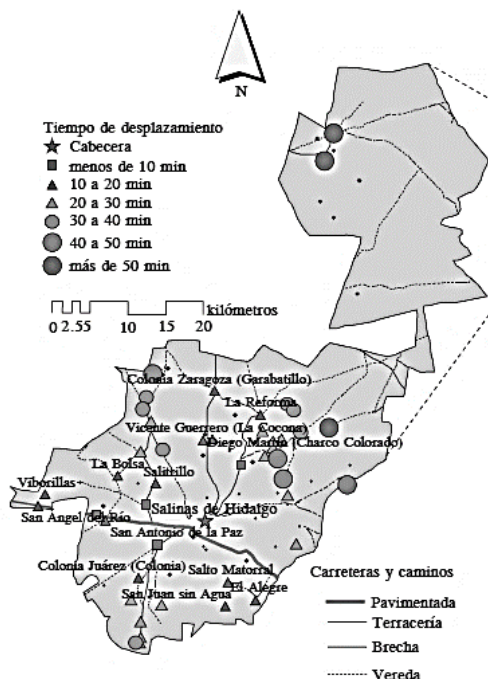 N
Tiempo de desplazamiento
Cabecera
menos de 10 min
10 a 20 min
20 a 30 min
30 a 40 min
40 a 50 min
más de 50 min
kilómetros
0 2.55 10 15 20
Colonia Zaragoza (Garabatillo)
La Reforma
Vicente Guerrero (La Cocona)
Diego Martín (Charco Colorado)
La Bolsa
Salitrillo
Viborillas
Salinas de Hidalgo
San Angel del Río
San Antonio de la Paz
Colonia Juárez (Colonia)
Salto Matorral
San Juan sin Agua
El Alegre
Carreteras y caminos
Pavimentada
Terracería
Brecha
Vereda